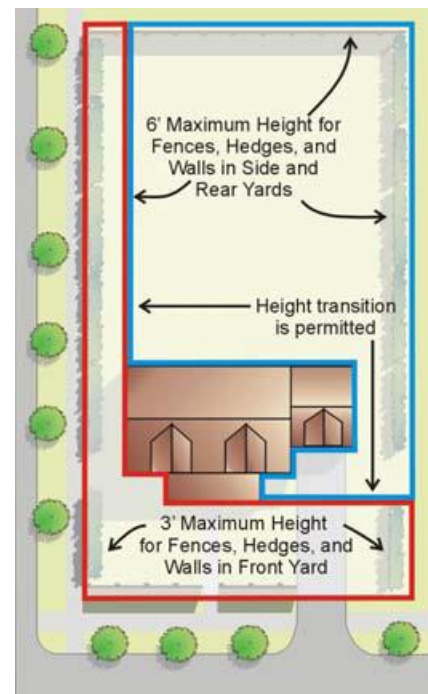 6' Maximum Height for
Fences, Hedges, and
Walls in Side and
Rear Yards
Height transition
is permitted
3' Maximum Height
for Fences, Hedges, and
Walls in Front Yard